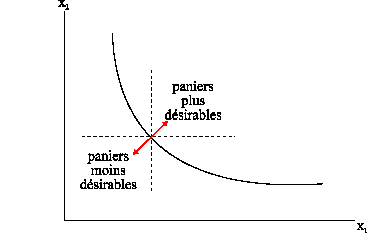 x₂
paniers
plus
désirables
paniers
moins
désirables
x₁